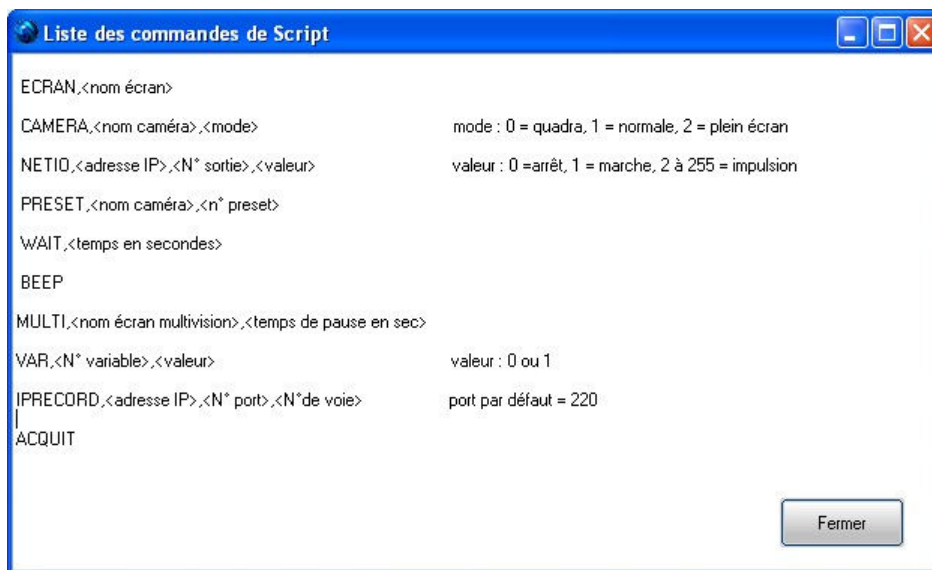 Liste des commandes de Script
ECRAN,<nom écran>
CAMERA,<nom caméra>,<mode> mode : 0 = quadra, 1 = normale, 2 = plein écran
NETIO,<adresse IP>,<N° sortie>,<valeur> valeur : 0 =arrêt, 1 = marche, 2 à 255 = impulsion
PRESET,<nom caméra>,<n° preset>
WAIT,<temps en secondes>
BEEP
MULTI,<nom écran multivision>,<temps de pause en sec>
VAR,<N° variable>,<valeur> valeur : 0 ou 1
IPRECORD,<adresse IP>,<N° port>,<N°de voie> port par défaut = 220
ACQUIT
Fermer